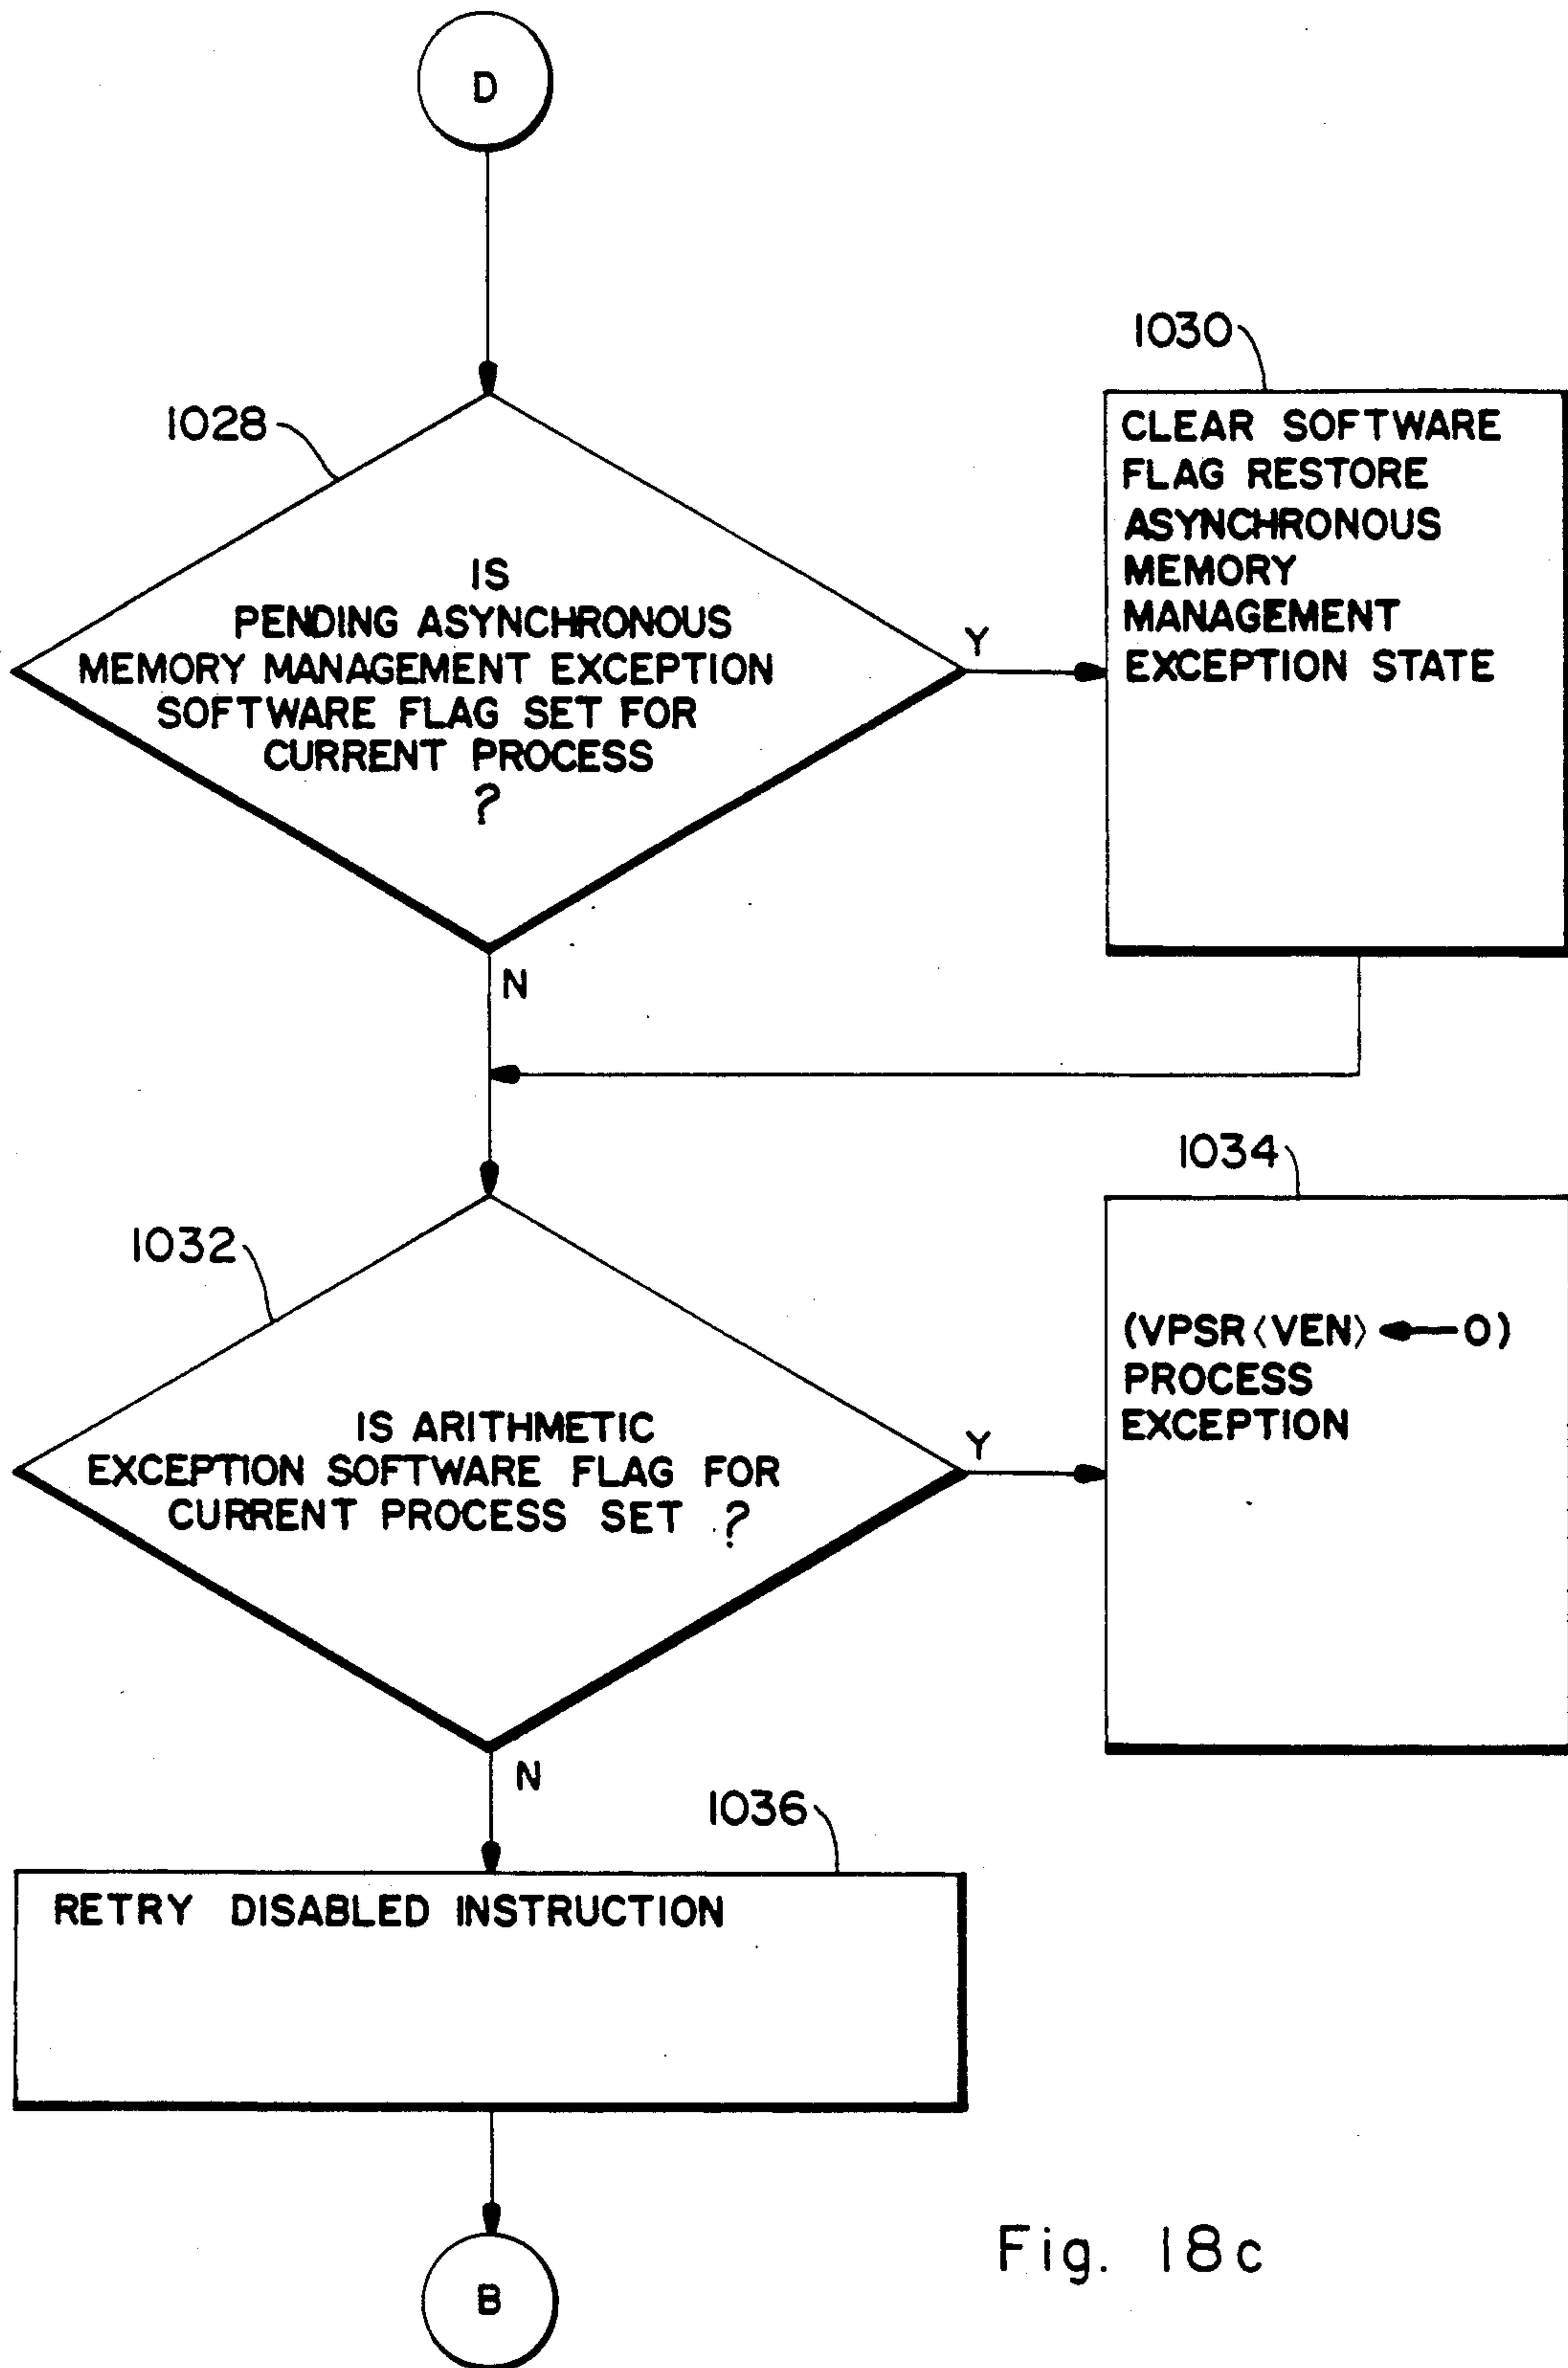 D
1028
IS
PENDING ASYNCHRONOUS
MEMORY MANAGEMENT EXCEPTION
SOFTWARE FLAG SET FOR
CURRENT PROCESS
?
Y
N
1030
CLEAR SOFTWARE
FLAG RESTORE
ASYNCHRONOUS
MEMORY
MANAGEMENT
EXCEPTION STATE
1032
IS ARITHMETIC
EXCEPTION SOFTWARE FLAG FOR
CURRENT PROCESS SET ?
Y
N
1034
(VPSR〈VEN〉 ← 0)
PROCESS
EXCEPTION
1036
RETRY DISABLED INSTRUCTION
B
Fig. 18c